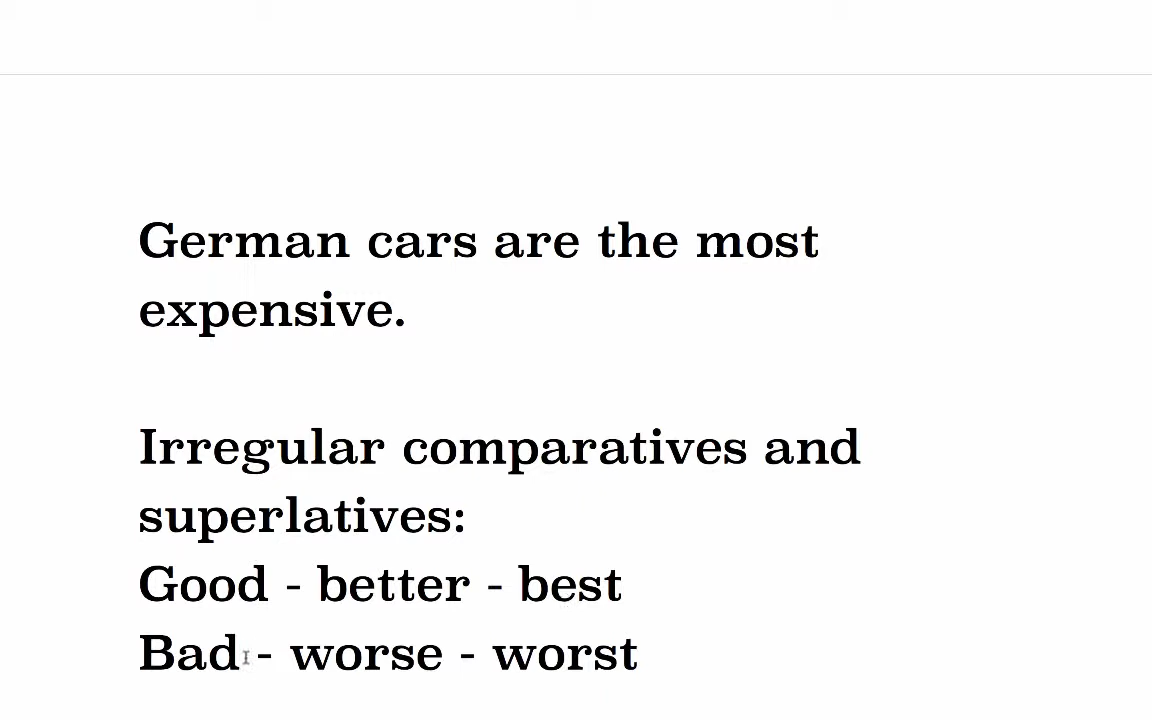 German cars are the most
expensive.
Irregular comparatives and
superlatives:
Good - better - best
Bad - worse - worst